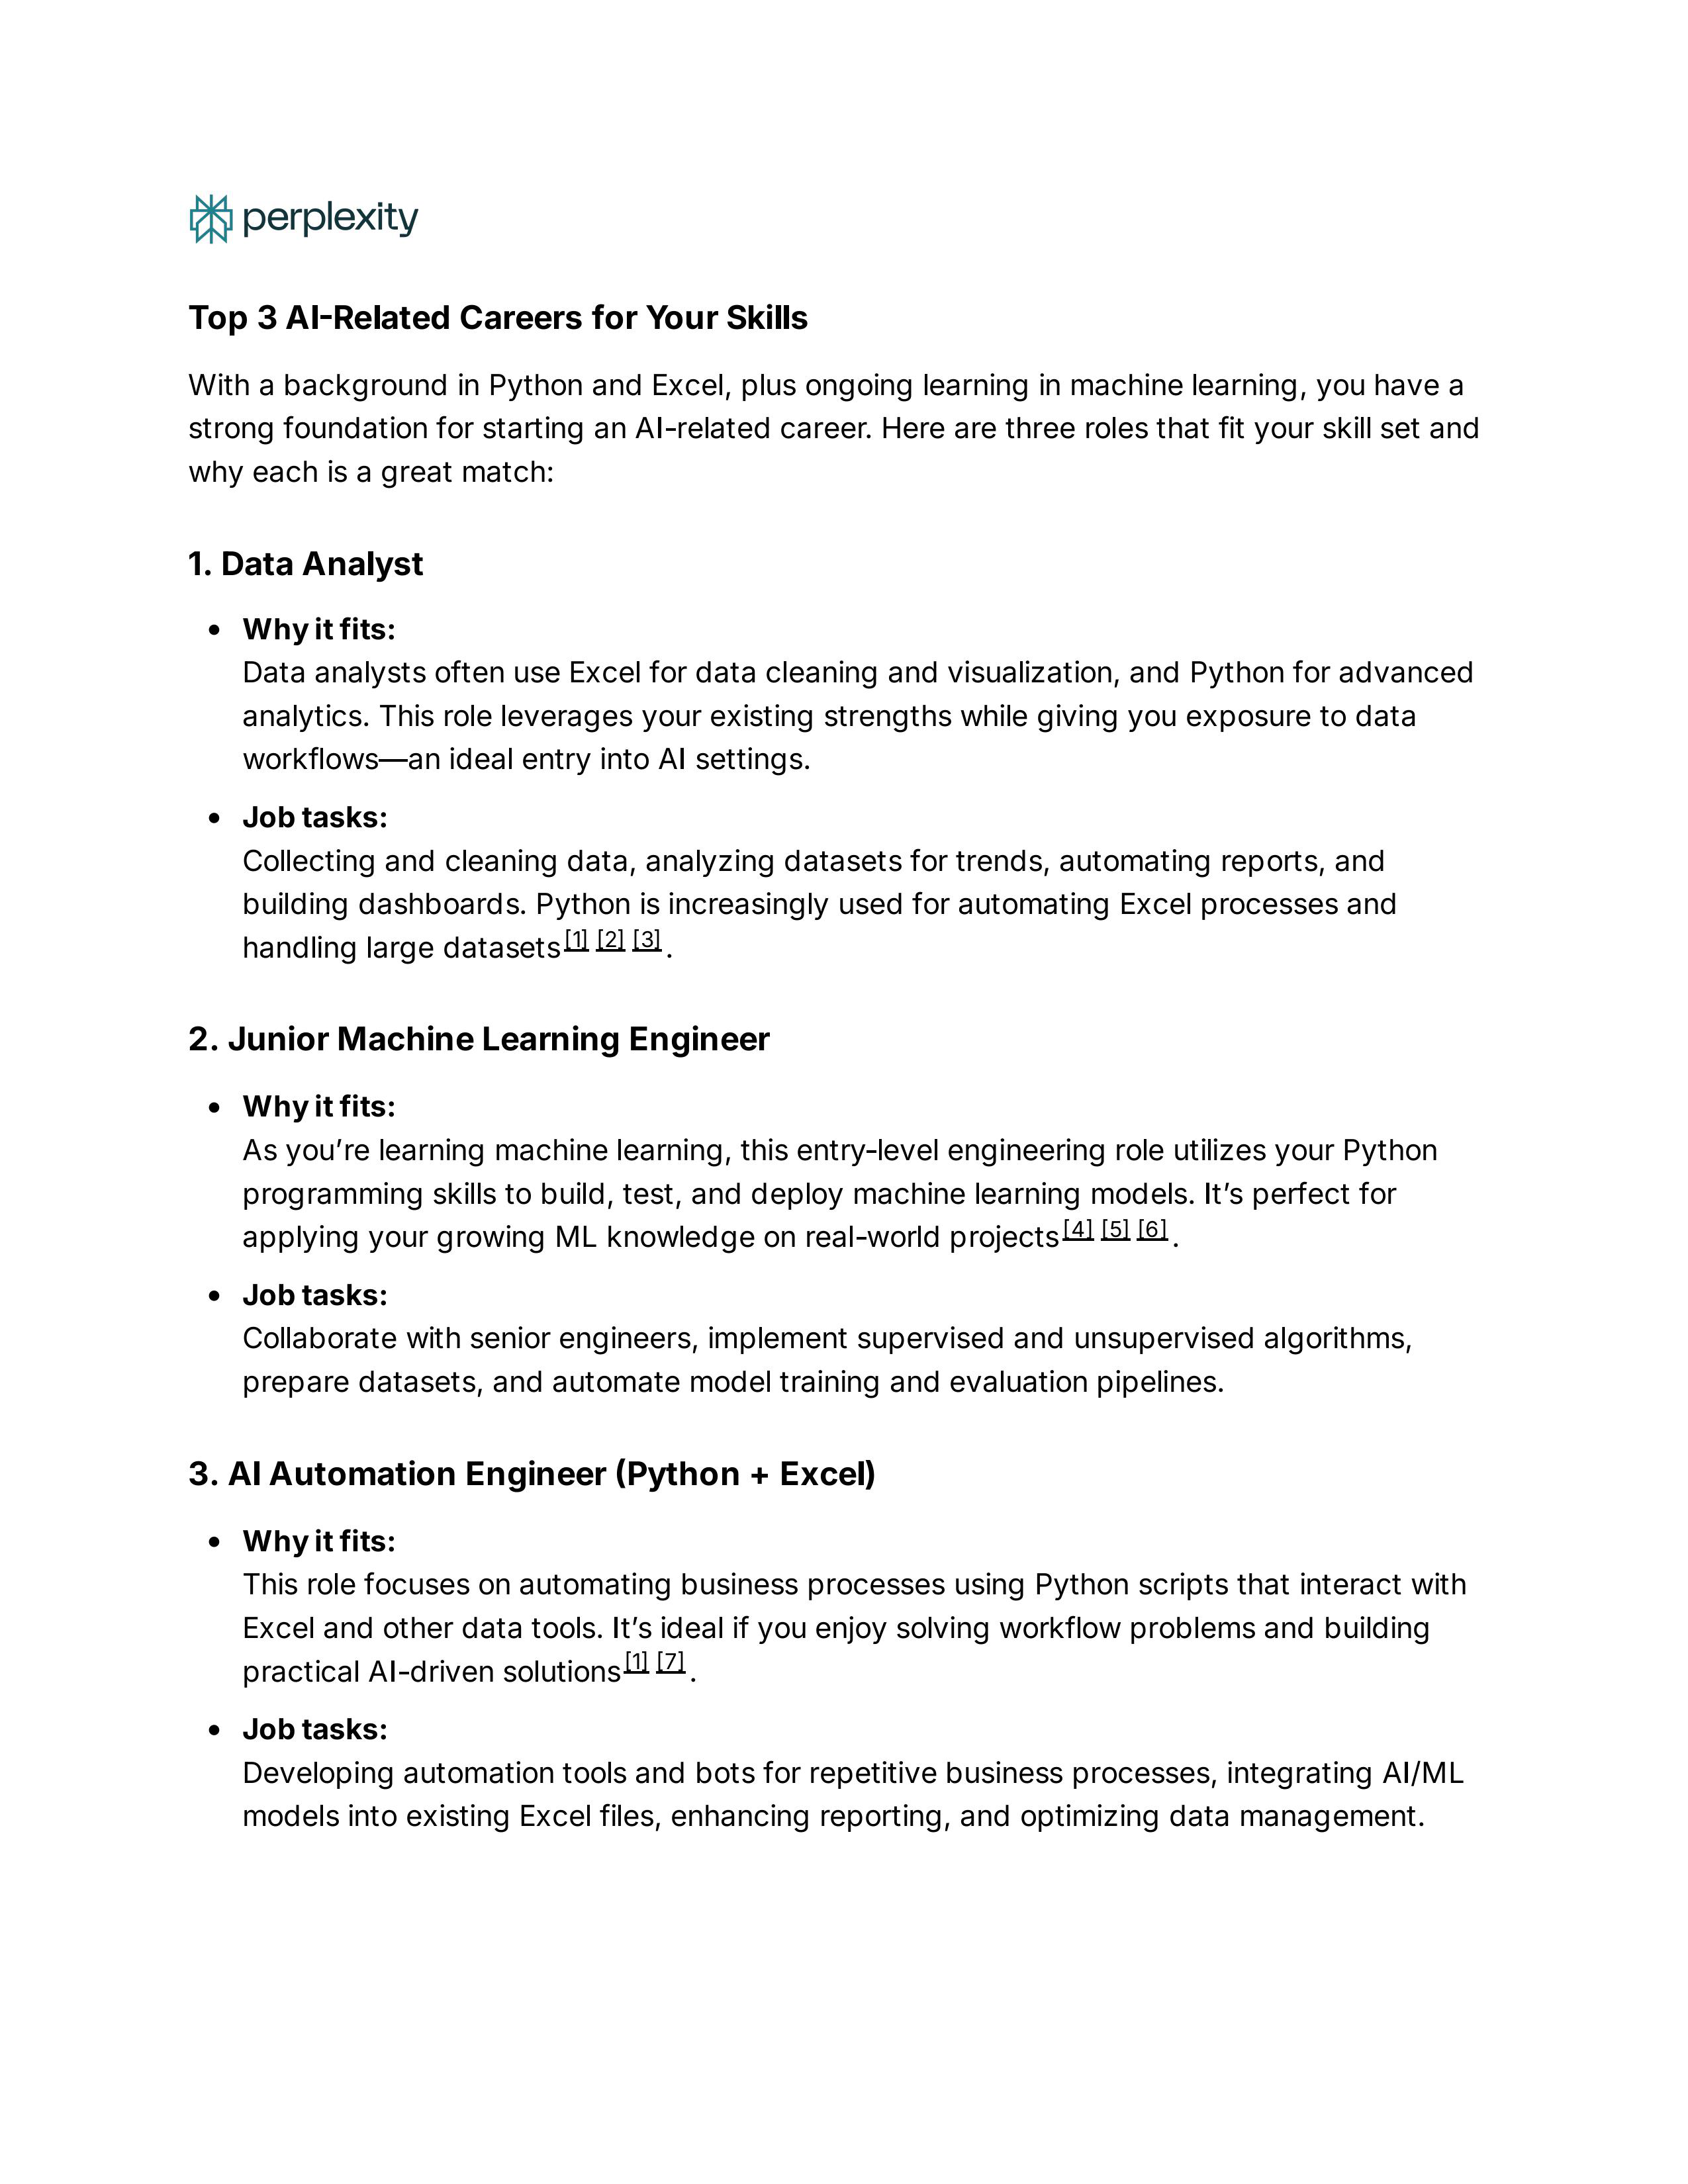 perplexity
Top 3 AI-Related Careers for Your Skills
With a background in Python and Excel, plus ongoing learning in machine learning, you have a
strong foundation for starting an AI-related career. Here are three roles that fit your skill set and
why each is a great match:
1. Data Analyst
• Why it fits:
Data analysts often use Excel for data cleaning and visualization, and Python for advanced
analytics. This role leverages your existing strengths while giving you exposure to data
workflows—an ideal entry into AI settings.
• Job tasks:
Collecting and cleaning data, analyzing datasets for trends, automating reports, and
building dashboards. Python is increasingly used for automating Excel processes and
handling large datasets[1] [2] [3].
2. Junior Machine Learning Engineer
• Why it fits:
As you’re learning machine learning, this entry-level engineering role utilizes your Python
programming skills to build, test, and deploy machine learning models. It’s perfect for
applying your growing ML knowledge on real-world projects[4] [5] [6].
• Job tasks:
Collaborate with senior engineers, implement supervised and unsupervised algorithms,
prepare datasets, and automate model training and evaluation pipelines.
3. AI Automation Engineer (Python + Excel)
• Why it fits:
This role focuses on automating business processes using Python scripts that interact with
Excel and other data tools. It’s ideal if you enjoy solving workflow problems and building
practical AI-driven solutions[1] [7].
• Job tasks:
Developing automation tools and bots for repetitive business processes, integrating AI/ML
models into existing Excel files, enhancing reporting, and optimizing data management.